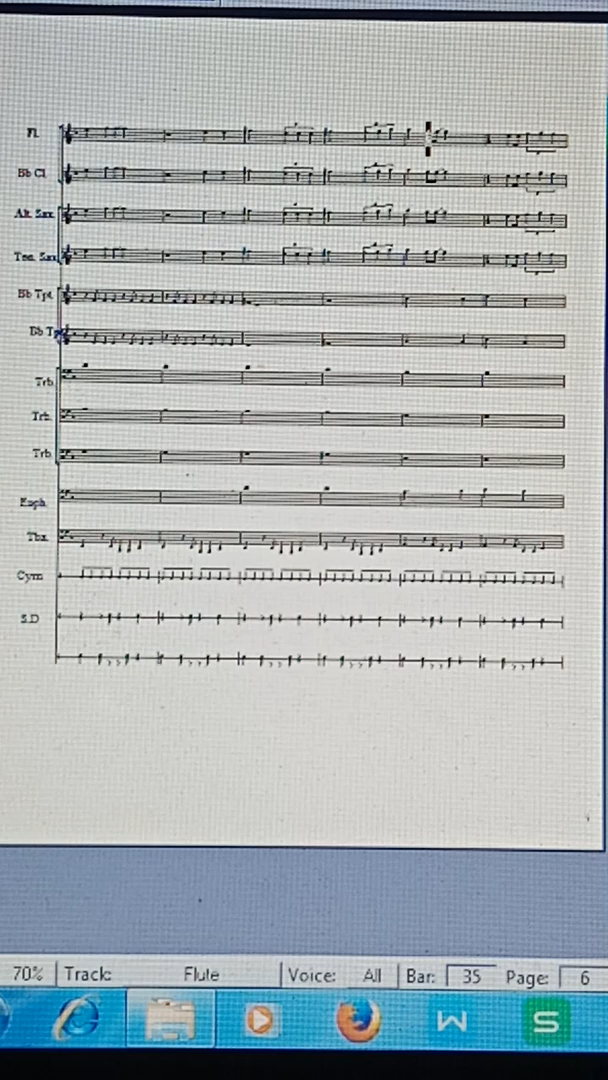 Fl.
Bb Cl.
Alt. Sax
Ten. Sax
Bb Tpt.
Bb T
Trb.
Trb.
Trb.
Euph.
Tba.
Cym
S.D
70% Track: Flute Voice: All Bar: 35 Page: 6
W S